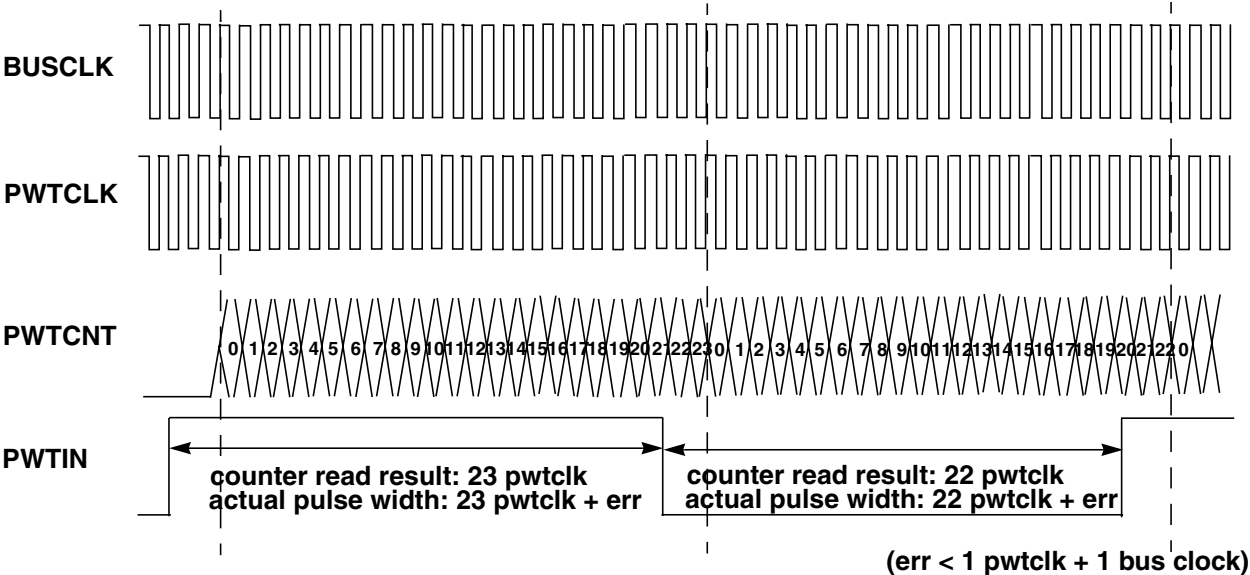 BUSCLK
PWTCLK
PWTCNT
0 1 2 3 4 5 6 7 8 9 10 11 12 13 14 15 16 17 18 19 20 21 22 23 0 1 2 3 4 5 6 7 8 9 10 11 12 13 14 15 16 17 18 19 20 21 22 0
PWTIN
counter read result: 23 pwtclk
actual pulse width: 23 pwtclk + err
counter read result: 22 pwtclk
actual pulse width: 22 pwtclk + err
(err < 1 pwtclk + 1 bus clock)